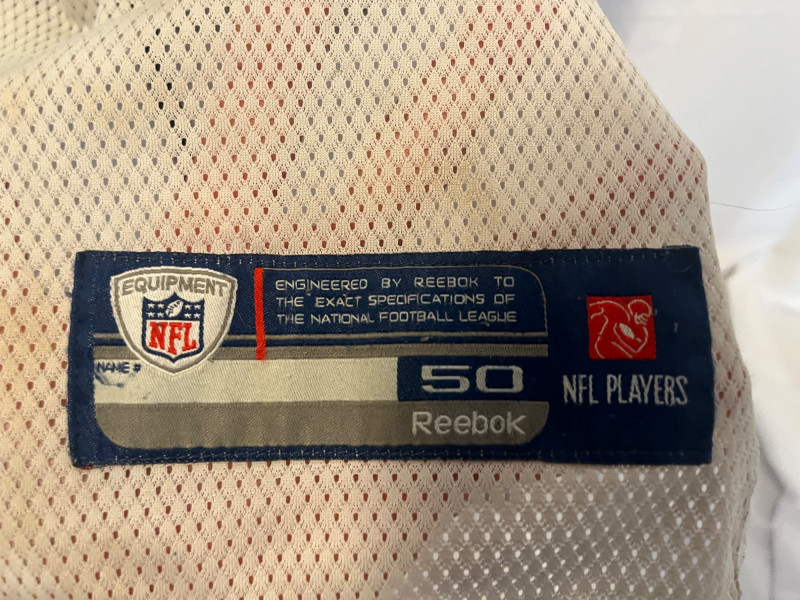 EQUIPMENT
NFL
ENGINEERED BY REEBOK TO
THE EXACT SPECIFICATIONS OF
THE NATIONAL FOOTBALL LEAGUE
NAME #
50
Reebok
NFL PLAYERS